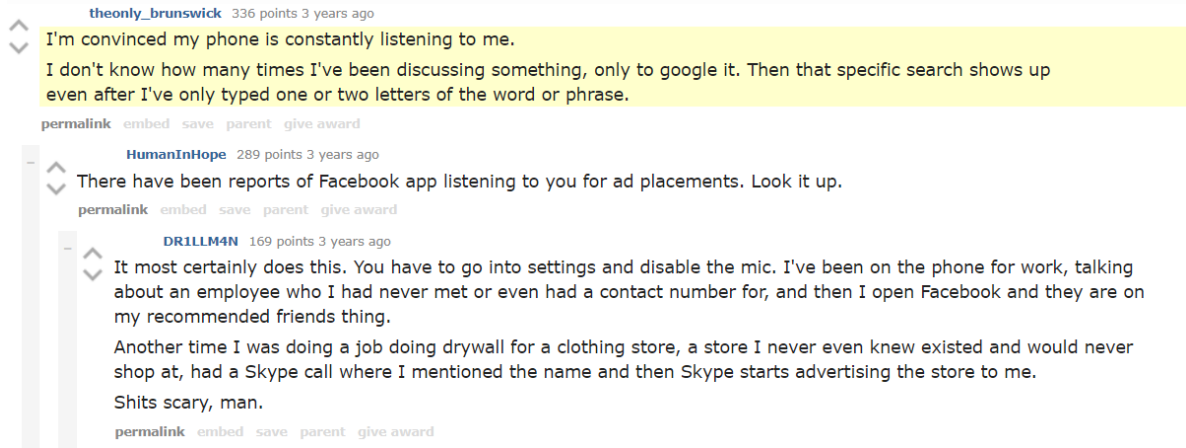 theonly_brunswick 336 points 3 years ago
I'm convinced my phone is constantly listening to me.
I don't know how many times I've been discussing something, only to google it. Then that specific search shows up
even after I've only typed one or two letters of the word or phrase.
permalink embed save parent give award
HumanInHope 289 points 3 years ago
There have been reports of Facebook app listening to you for ad placements. Look it up.
permalink embed save parent give award
DR1LLM4N 169 points 3 years ago
It most certainly does this. You have to go into settings and disable the mic. I've been on the phone for work, talking
about an employee who I had never met or even had a contact number for, and then I open Facebook and they are on
my recommended friends thing.
Another time I was doing a job doing drywall for a clothing store, a store I never even knew existed and would never
shop at, had a Skype call where I mentioned the name and then Skype starts advertising the store to me.
Shits scary, man.
permalink embed save parent give award